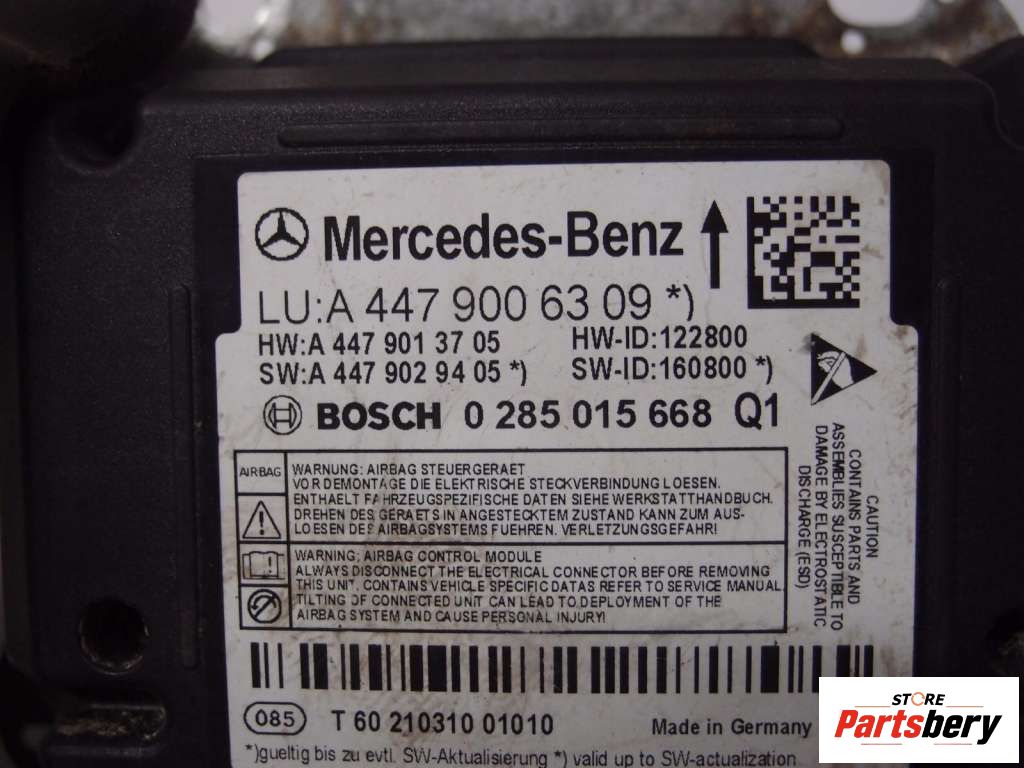 Mercedes-Benz
LU:A 447 900 63 09 *)
HW:A 447 901 37 05 HW-ID:122800
SW:A 447 902 94 05 *) SW-ID:160800 *)
BOSCH 0 285 015 668 Q1
AIRBAG
WARNUNG: AIRBAG STEUERGERAET
VOR DEMONTAGE DIE ELEKTRISCHE STECKVERBINDUNG LOESEN.
ENTHAELT FAHRZEUGSPEZIFISCHE DATEN SIEHE WERKSTATTHANDBUCH.
DREHEN DES GERAETS IN ANGESTECKTEM ZUSTAND KANN ZUM AUS-
LOESEN DES AIRBAGSYSTEMS FUEHREN. VERLETZUNGSGEFAHR!
WARNING: AIRBAG CONTROL MODULE
ALWAYS DISCONNECT THE ELECTRICAL CONNECTOR BEFORE REMOVING
THIS UNIT. CONTAINS VEHICLE SPECIFIC DATAS REFER TO SERVICE MANUAL.
TILTING OF CONNECTED UNIT CAN LEAD TO DEPLOYMENT OF THE
AIRBAG SYSTEM AND CAUSE PERSONAL INJURY!
CAUTION
CONTAINS PARTS AND
ASSEMBLIES SUSCEPTIBLE TO
DAMAGE BY ELECTROSTATIC
DISCHARGE (ESD)
085 T 60 210310 01010 Made in Germany
*)gueltig bis zu evtl. SW-Aktualisierung *) valid up to SW-actualization
STORE
Partsbery